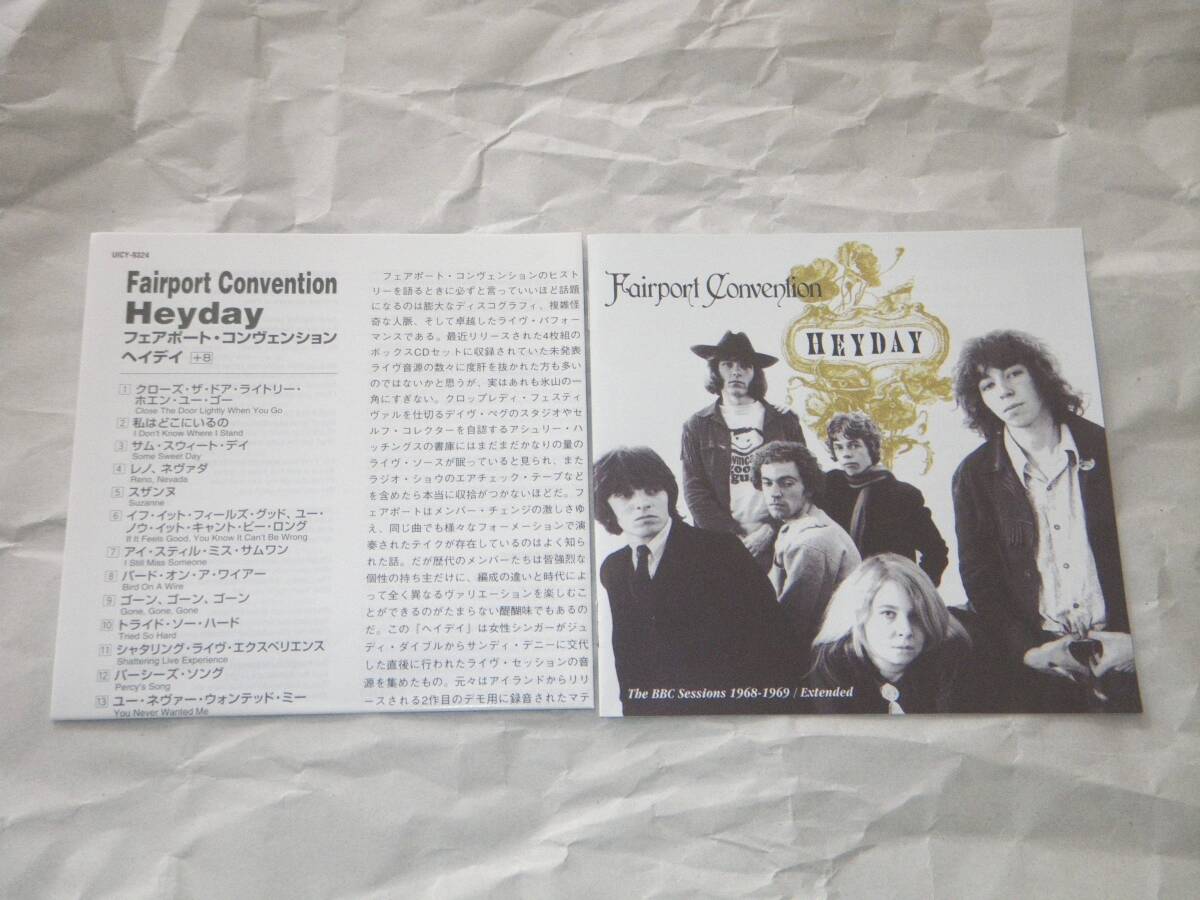 UICY-9324
Fairport Convention
Heyday
フェアポート・コンヴェンション
ヘイデイ +8
1 クローズ・ザ・ドア・ライトリー・
ホエン・ユー・ゴー
Close The Door Lightly When You Go
2 私はどこにいるの
I Don't Know Where I Stand
3 サム・スウィート・デイ
Some Sweet Day
4 レノ、ネヴァダ
Reno, Nevada
5 スザンヌ
Suzanne
6 イフ・イット・フィールズ・グッド、ユー・
ノウ・イット・キャント・ビー・ロング
If It Feels Good, You Know It Can't Be Wrong
7 アイ・スティル・ミス・サムワン
I Still Miss Someone
8 バード・オン・ア・ワイアー
Bird On A Wire
9 ゴーン、ゴーン、ゴーン
Gone, Gone, Gone
10 トライド・ソー・ハード
Tried So Hard
11 シャタリング・ライヴ・エクスペリエンス
Shattering Live Experience
12 パーシーズ・ソング
Percy's Song
13 ユー・ネヴァー・ウォンテッド・ミー
You Never Wanted Me
フェアポート・コンヴェンションのヒスト
リーを語るときに必ずと言っていいほど話題
になるのは膨大なディスコグラフィ、複雑怪
奇な人脈、そして卓越したライヴ・パフォー
マンスである。最近リリースされた4枚組の
ボックスCDセットに収録されていた未発表
ライヴ音源の数々に度肝を抜かれた方も多い
のではないかと思うが、実はあれも氷山の一
角にすぎない。クロップレディ・フェスティ
ヴァルを仕切るデイヴ・ペグのスタジオやセ
ルフ・コレクターを自認するアシュリー・ハ
ッチングスの書庫にはまだまだかなりの量の
ライヴ・ソースが眠っていると見られ、また
ラジオ・ショウのエアチェック・テープなど
を含めたら本当に収拾がつかないほどだ。フ
ェアポートはメンバー・チェンジの激しさゆ
え、同じ曲でも様々なフォーメーションで演
奏されたテイクが存在しているのはよく知ら
れた話。だが歴代のメンバーたちは皆強烈な
個性の持ち主だけに、編成の違いと時代によ
って全く異なるヴァリエーションを楽しむこ
とができるのがたまらない醍醐味でもあるの
だ。この「ヘイデイ」は女性シンガーがジュ
ディ・ダイブルからサンディ・デニーに交代
した直後に行われたライヴ・セッションの音
源を集めたもの。元々はアイランドからリリ
ースされる2作目のデモ用に録音されたマテ
Fairport Convention
HEYDAY
The BBC Sessions 1968-1969 / Extended